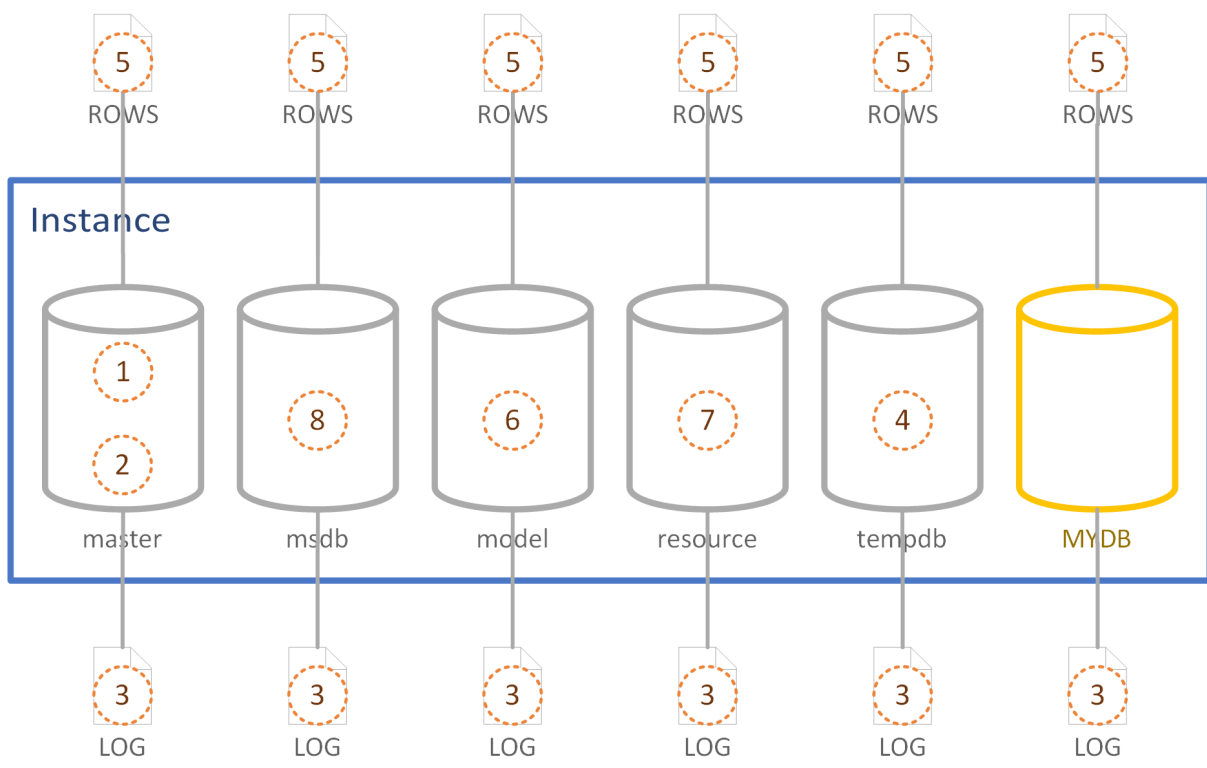 5 5 5 5 5 5
ROWS ROWS ROWS ROWS ROWS ROWS
Instance
1
8 6 7 4
2
master msdb model resource tempdb MYDB
3 3 3 3 3 3
LOG LOG LOG LOG LOG LOG